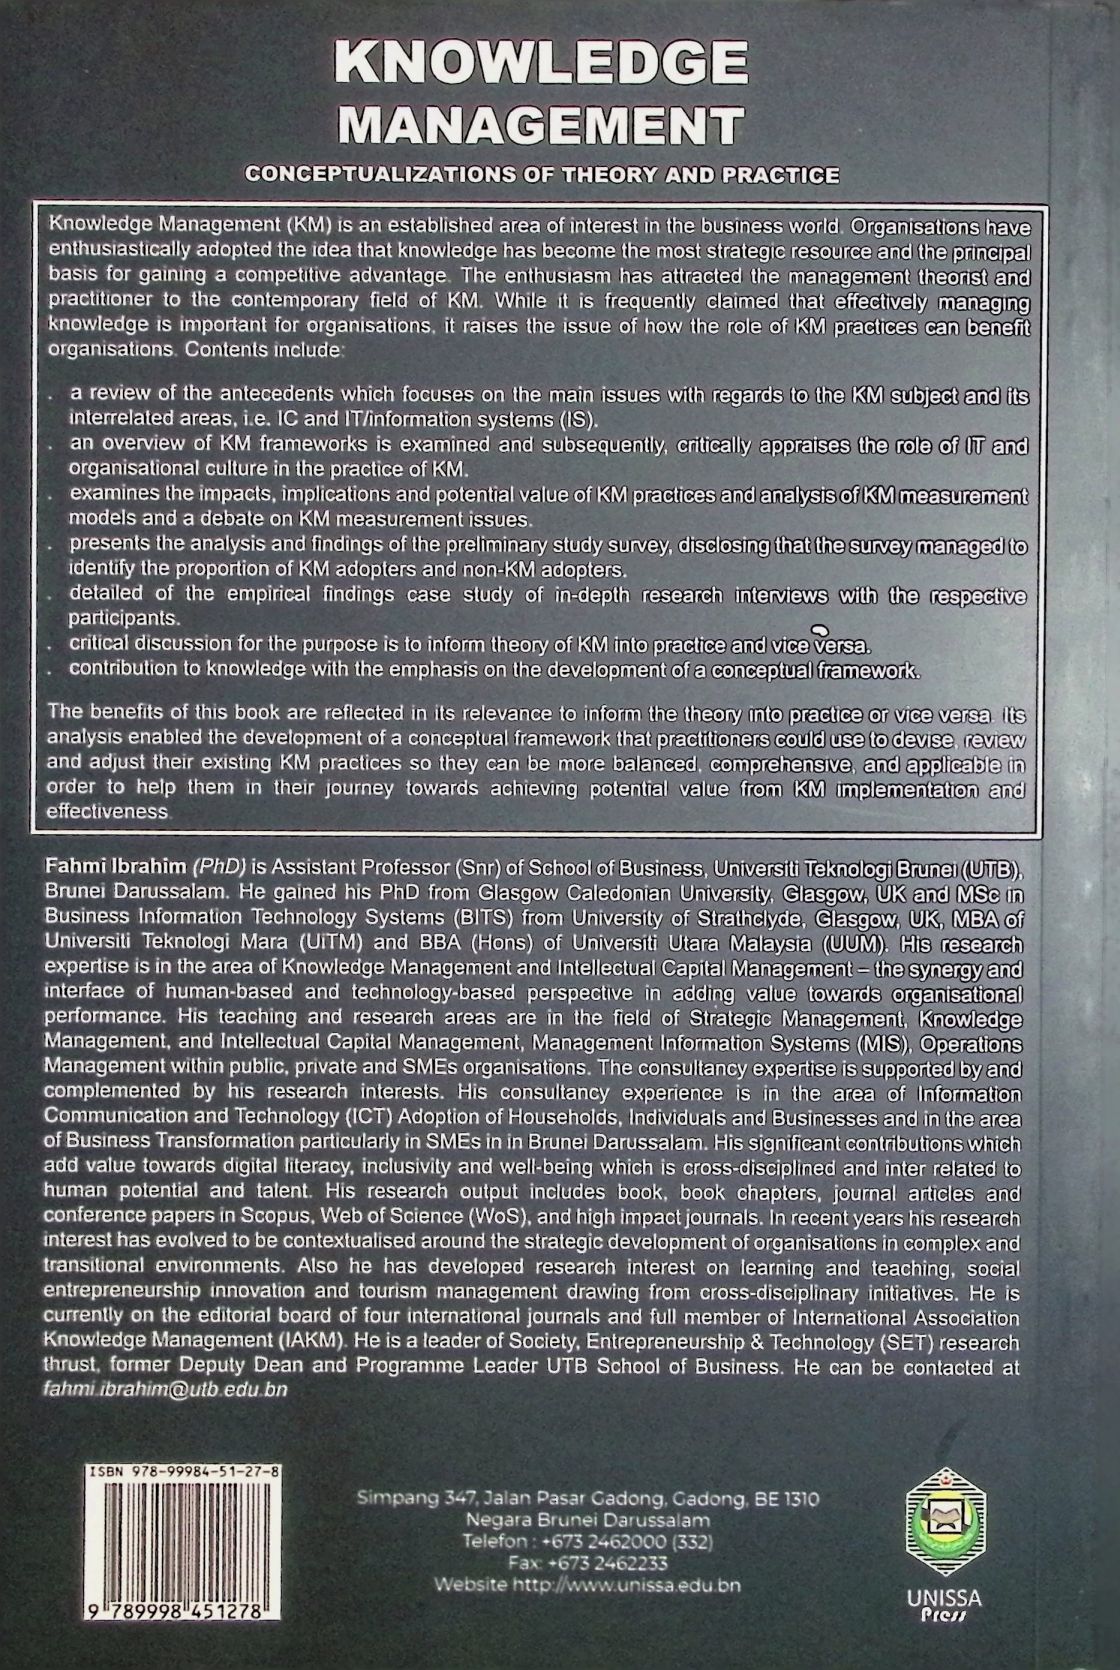 KNOWLEDGE
MANAGEMENT
CONCEPTUALIZATIONS OF THEORY AND PRACTICE
Knowledge Management (KM) is an established area of interest in the business world. Organisations have
enthusiastically adopted the idea that knowledge has become the most strategic resource and the principal
basis for gaining a competitive advantage. The enthusiasm has attracted the management theorist and
practitioner to the contemporary field of KM. While it is frequently claimed that effectively managing
knowledge is important for organisations, it raises the issue of how the role of KM practices can benefit
organisations. Contents include:
. a review of the antecedents which focuses on the main issues with regards to the KM subject and its
interrelated areas, i.e. IC and IT/information systems (IS).
. an overview of KM frameworks is examined and subsequently, critically appraises the role of IT and
organisational culture in the practice of KM.
. examines the impacts, implications and potential value of KM practices and analysis of KM measurement
models and a debate on KM measurement issues.
. presents the analysis and findings of the preliminary study survey, disclosing that the survey managed to
identify the proportion of KM adopters and non-KM adopters.
. detailed of the empirical findings case study of in-depth research interviews with the respective
participants.
. critical discussion for the purpose is to inform theory of KM into practice and vice versa.
. contribution to knowledge with the emphasis on the development of a conceptual framework.
The benefits of this book are reflected in its relevance to inform the theory into practice or vice versa. Its
analysis enabled the development of a conceptual framework that practitioners could use to devise, review
and adjust their existing KM practices so they can be more balanced, comprehensive, and applicable in
order to help them in their journey towards achieving potential value from KM implementation and
effectiveness.
Fahmi Ibrahim (PhD) is Assistant Professor (Snr) of School of Business, Universiti Teknologi Brunei (UTB),
Brunei Darussalam. He gained his PhD from Glasgow Caledonian University, Glasgow, UK and MSc in
Business Information Technology Systems (BITS) from University of Strathclyde, Glasgow, UK, MBA of
Universiti Teknologi Mara (UiTM) and BBA (Hons) of Universiti Utara Malaysia (UUM). His research
expertise is in the area of Knowledge Management and Intellectual Capital Management – the synergy and
interface of human-based and technology-based perspective in adding value towards organisational
performance. His teaching and research areas are in the field of Strategic Management, Knowledge
Management, and Intellectual Capital Management, Management Information Systems (MIS), Operations
Management within public, private and SMEs organisations. The consultancy expertise is supported by and
complemented by his research interests. His consultancy experience is in the area of Information
Communication and Technology (ICT) Adoption of Households, Individuals and Businesses and in the area
of Business Transformation particularly in SMEs in in Brunei Darussalam. His significant contributions which
add value towards digital literacy, inclusivity and well-being which is cross-disciplined and inter related to
human potential and talent. His research output includes book, book chapters, journal articles and
conference papers in Scopus, Web of Science (WoS), and high impact journals. In recent years his research
interest has evolved to be contextualised around the strategic development of organisations in complex and
transitional environments. Also he has developed research interest on learning and teaching, social
entrepreneurship innovation and tourism management drawing from cross-disciplinary initiatives. He is
currently on the editorial board of four international journals and full member of International Association
Knowledge Management (IAKM). He is a leader of Society, Entrepreneurship & Technology (SET) research
thrust, former Deputy Dean and Programme Leader UTB School of Business. He can be contacted at
fahmi.ibrahim@utb.edu.bn
ISBN 978-99984-51-27-8
9 789998 451278
Simpang 347, Jalan Pasar Gadong, Gadong, BE 1310
Negara Brunei Darussalam
Telefon : +673 2462000 (332)
Fax: +673 2462233
Website http://www.unissa.edu.bn
UNISSA
Press